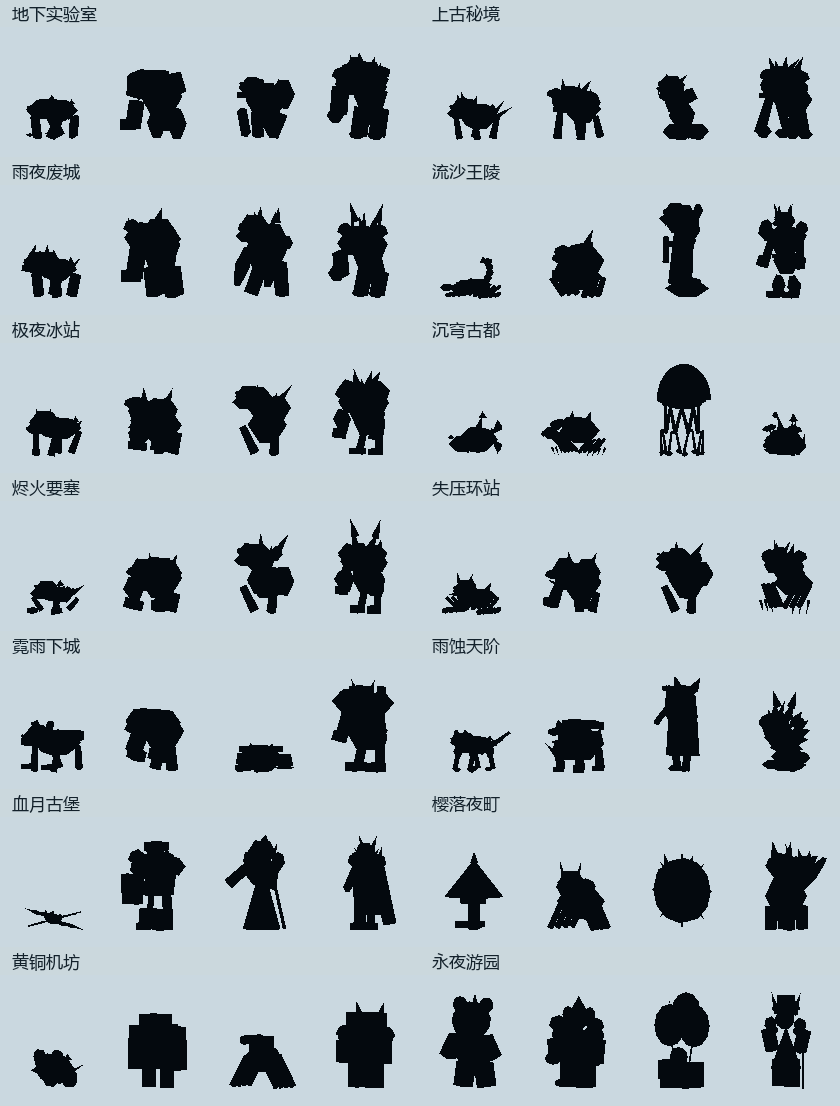 地下实验室
上古秘境
雨夜废城
流沙王陵
极夜冰站
沉穹古都
烬火要塞
失压环站
霓雨下城
雨蚀天阶
血月古堡
樱落夜町
黄铜机坊
永夜游园